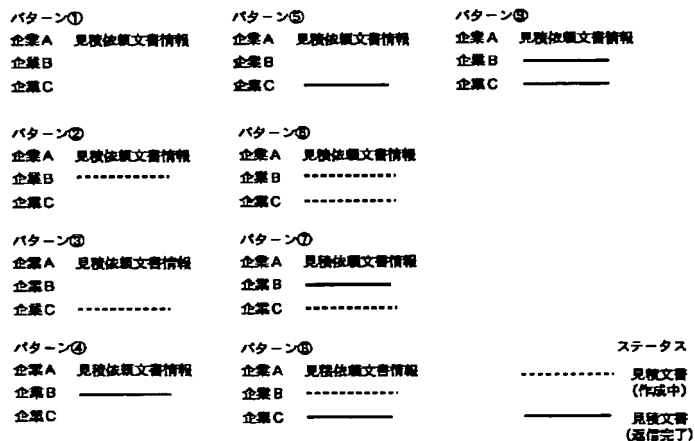 パターン①
企業A 見積依頼文書情報
企業B
企業C
パターン②
企業A 見積依頼文書情報
企業B
企業C
パターン③
企業A 見積依頼文書情報
企業B
企業C
パターン④
企業A 見積依頼文書情報
企業B
企業C
パターン⑤
企業A 見積依頼文書情報
企業B
企業C
パターン⑥
企業A 見積依頼文書情報
企業B
企業C
パターン⑦
企業A 見積依頼文書情報
企業B
企業C
パターン⑧
企業A 見積依頼文書情報
企業B
企業C
パターン⑨
企業A 見積依頼文書情報
企業B
企業C
ステータス
見積文書
(作成中)
見積文書
(返信完了)